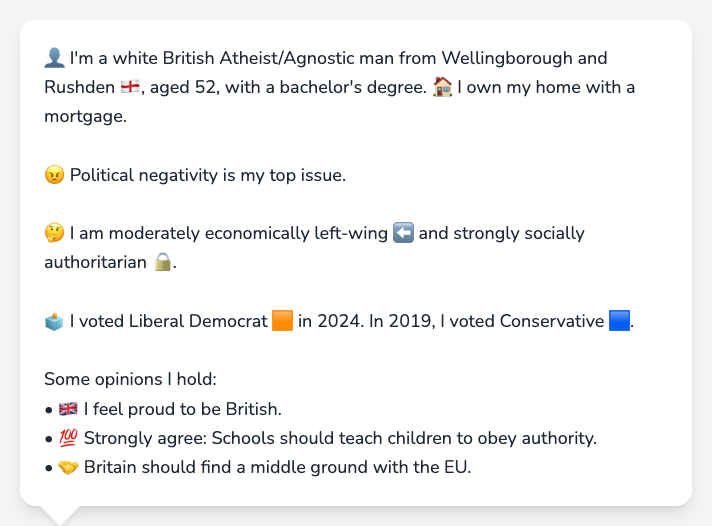 👤 I'm a white British Atheist/Agnostic man from Wellingborough and
Rushden 🏴󠁧󠁢󠁥󠁮󠁧󠁿, aged 52, with a bachelor's degree. 🏠 I own my home with a
mortgage.
😠 Political negativity is my top issue.
🤔 I am moderately economically left-wing ⬅️ and strongly socially
authoritarian 🔒.
🗳️ I voted Liberal Democrat 🟧 in 2024. In 2019, I voted Conservative 🟦.
Some opinions I hold:
• 🇬🇧 I feel proud to be British.
• 💯 Strongly agree: Schools should teach children to obey authority.
• 🤝 Britain should find a middle ground with the EU.